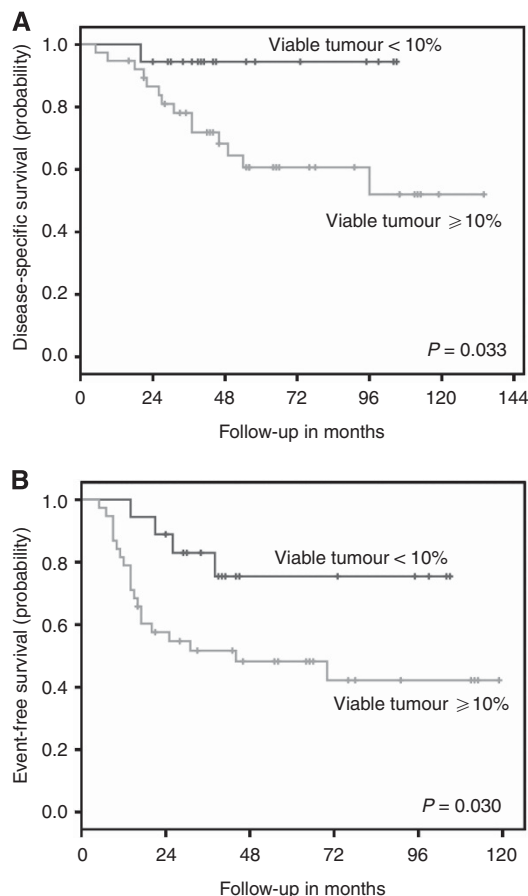 A
Disease-specific survival (probability)
1.0
0.8
0.6
0.4
0.2
0.0
Viable tumour < 10%
Viable tumour ⩾10%
P = 0.033
0 24 48 72 96 120 144
Follow-up in months
B
Event-free survival (probability)
1.0
0.8
0.6
0.4
0.2
0.0
Viable tumour < 10%
Viable tumour ⩾10%
P = 0.030
0 24 48 72 96 120
Follow-up in months